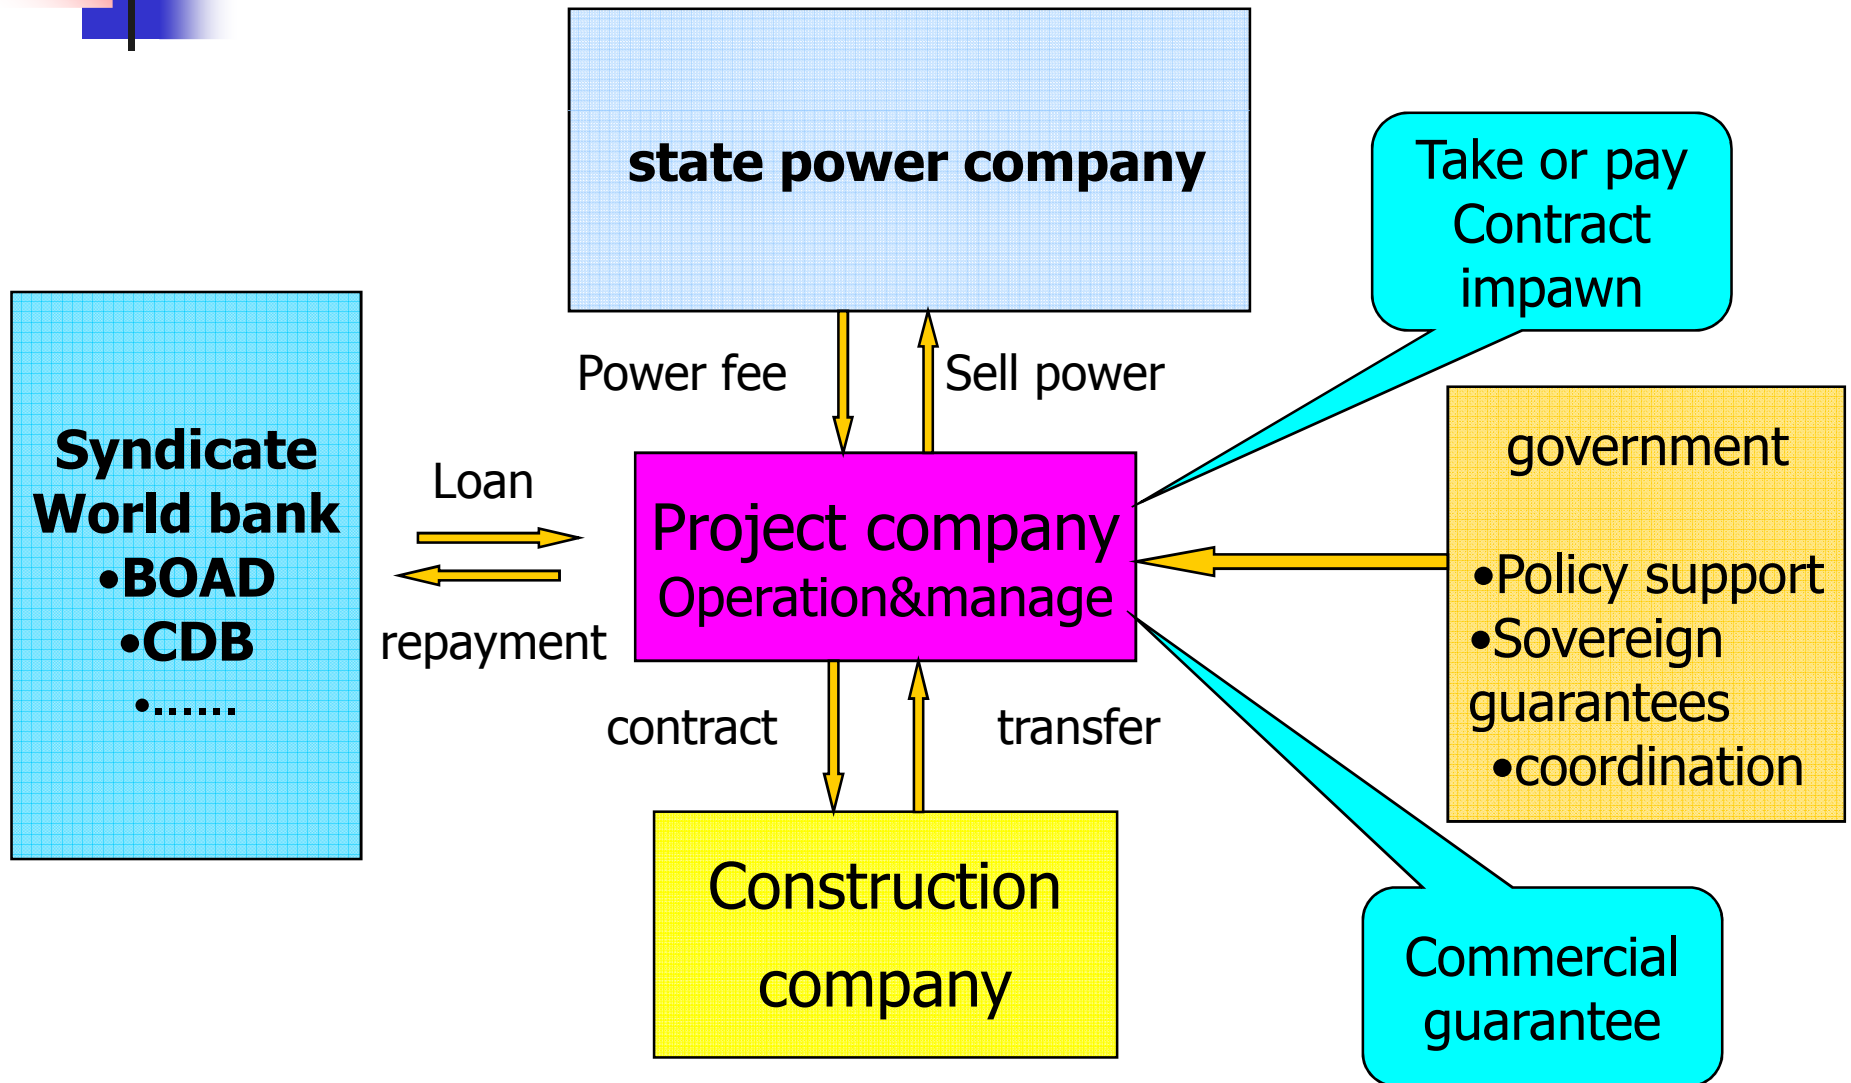 state power company
Take or pay
Contract
impawn
Power fee
Sell power
Syndicate
World bank
•BOAD
•CDB
•......
Loan
repayment
Project company
Operation&manage
government
•Policy support
•Sovereign
guarantees
•coordination
contract
transfer
Construction
company
Commercial
guarantee